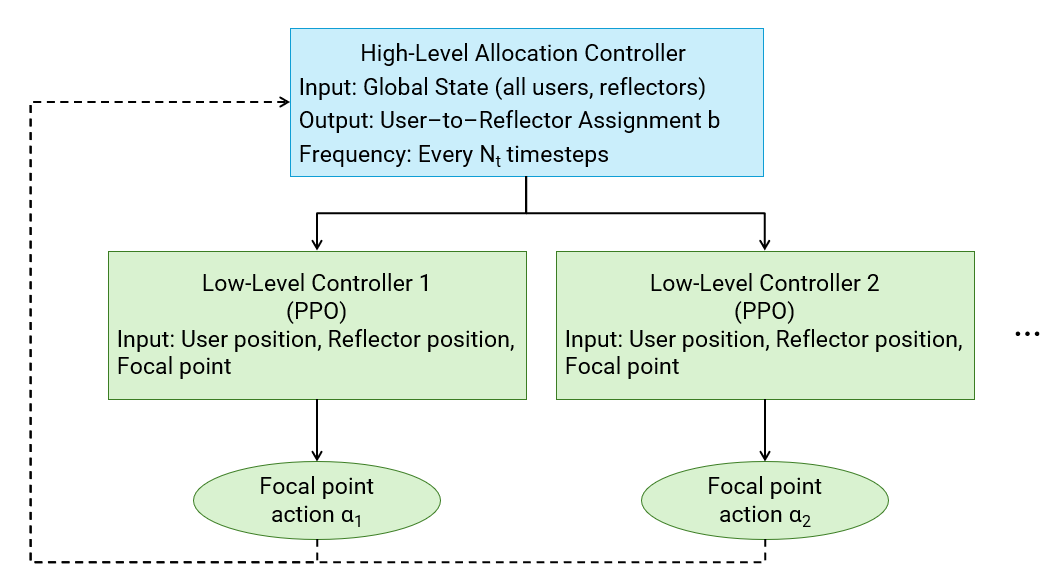 High-Level Allocation Controller
Input: Global State (all users, reflectors)
Output: User−to−Reflector Assignment b
Frequency: Every Nₜ timesteps
Low-Level Controller 1
(PPO)
Input: User position, Reflector position,
Focal point
Low-Level Controller 2
(PPO)
Input: User position, Reflector position,
Focal point
...
Focal point
action α₁
Focal point
action α₂